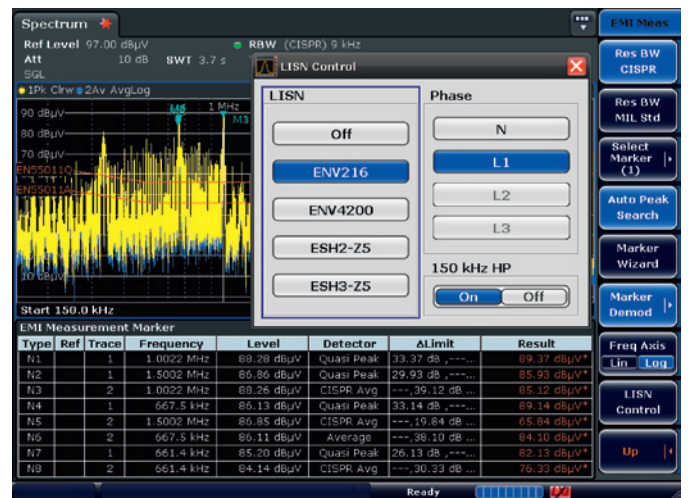 Spectrum
EMI Meas
Ref Level 97.00 dBµV
RBW (CISPR) 9 kHz
Att 10 dB SWT 3.7 s
SGL
1Pk Clrw 2Av AvgLog
90 dBµV
80 dBµV
70 dBµV
EN55011Q
EN55011A
10 dBµV
M6
1 MHz
M3
Start 150.0 kHz
LISN Control
LISN
Off
ENV216
ENV4200
ESH2-Z5
ESH3-Z5
Phase
N
L1
L2
L3
150 kHz HP
On Off
EMI Measurement Marker
Type Ref Trace Frequency Level Detector ΔLimit Result
N1 1 1.0022 MHz 88.28 dBµV Quasi Peak 33.37 dB ,---... 89.37 dBµV*
N2 1 1.5002 MHz 86.86 dBµV Quasi Peak 29.93 dB ,---... 85.93 dBµV*
N3 2 1.0022 MHz 88.26 dBµV CISPR Avg ---,39.12 dB ... 85.12 dBµV*
N4 1 667.5 kHz 86.13 dBµV Quasi Peak 33.14 dB ,---... 89.14 dBµV*
N5 2 1.5002 MHz 86.85 dBµV CISPR Avg ---,19.84 dB ... 65.84 dBµV*
N6 2 667.5 kHz 86.11 dBµV Average ---,38.10 dB ... 84.10 dBµV*
N7 1 661.4 kHz 85.20 dBµV Quasi Peak 26.13 dB ,---... 82.13 dBµV*
N8 2 661.4 kHz 84.14 dBµV CISPR Avg ---,30.33 dB ... 76.33 dBµV*
Ready
Res BW
CISPR
Res BW
MIL Std
Select
Marker
(1)
Auto Peak
Search
Marker
Wizard
Marker
Demod
Freq Axis
Lin Log
LISN
Control
Up